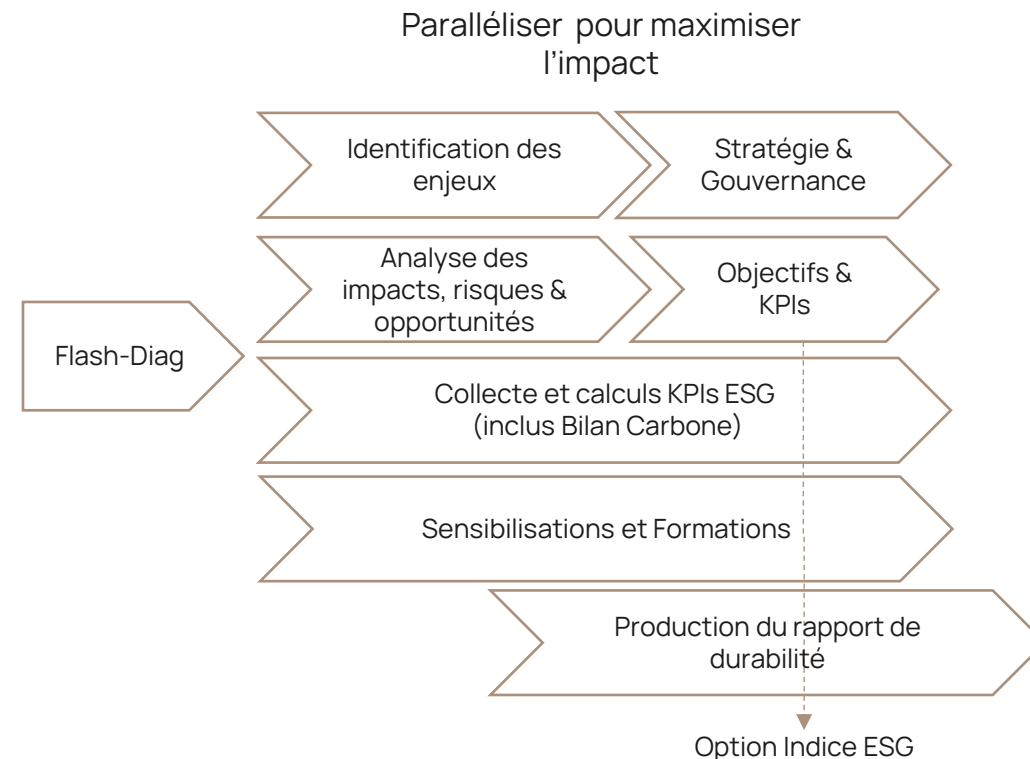 Paralléliser pour maximiser
l'impact
Identification des
enjeux
Stratégie &
Gouvernance
Analyse des
impacts, risques &
opportunités
Objectifs &
KPIs
Flash-Diag
Collecte et calculs KPIs ESG
(inclus Bilan Carbone)
Sensibilisations et Formations
Production du rapport de
durabilité
Option Indice ESG